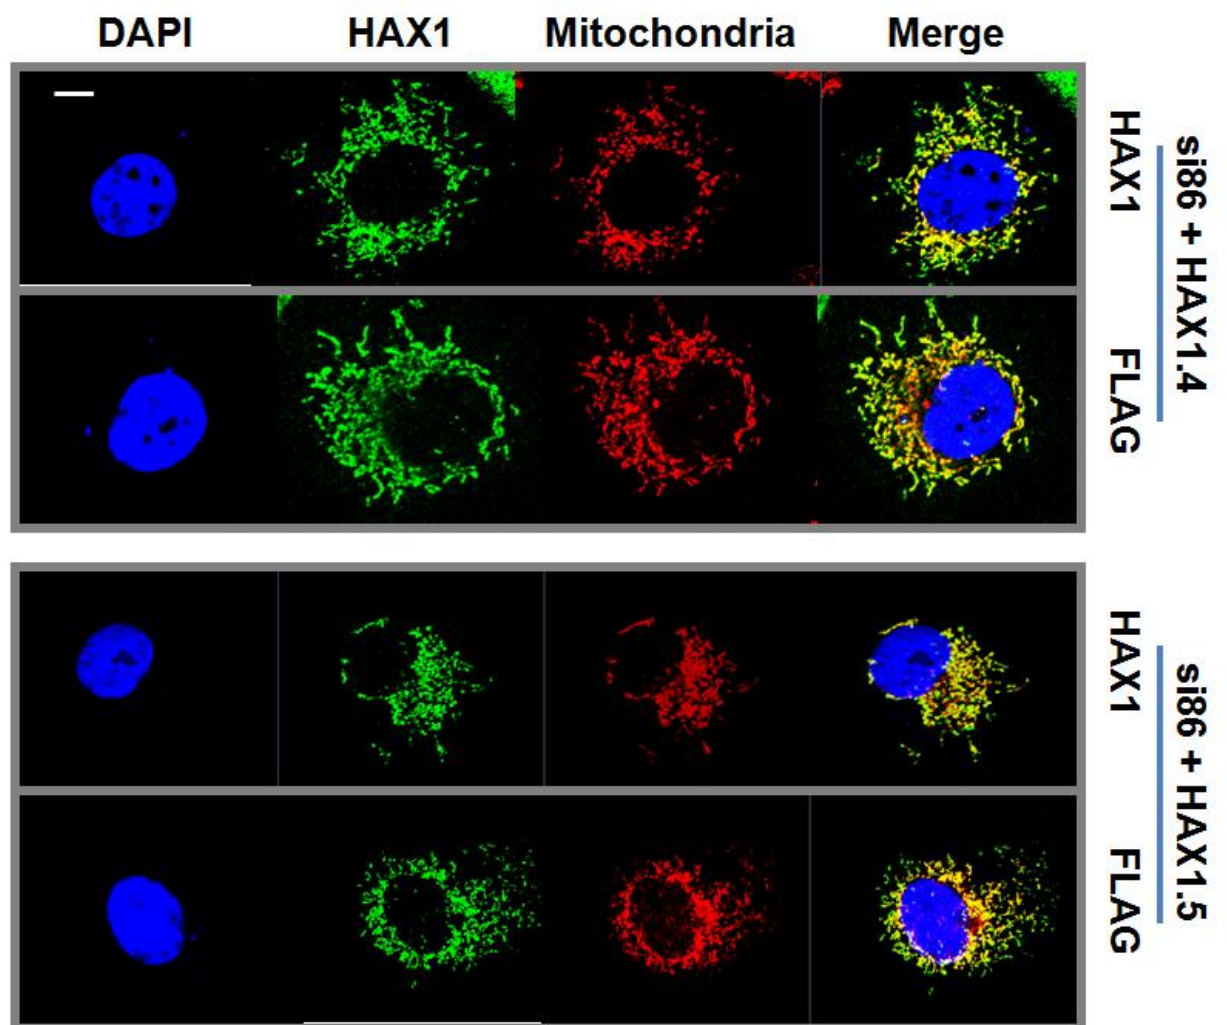 DAPI HAX1 Mitochondria Merge
HAX1
FLAG
si86 + HAX1.4
HAX1
FLAG
si86 + HAX1.5